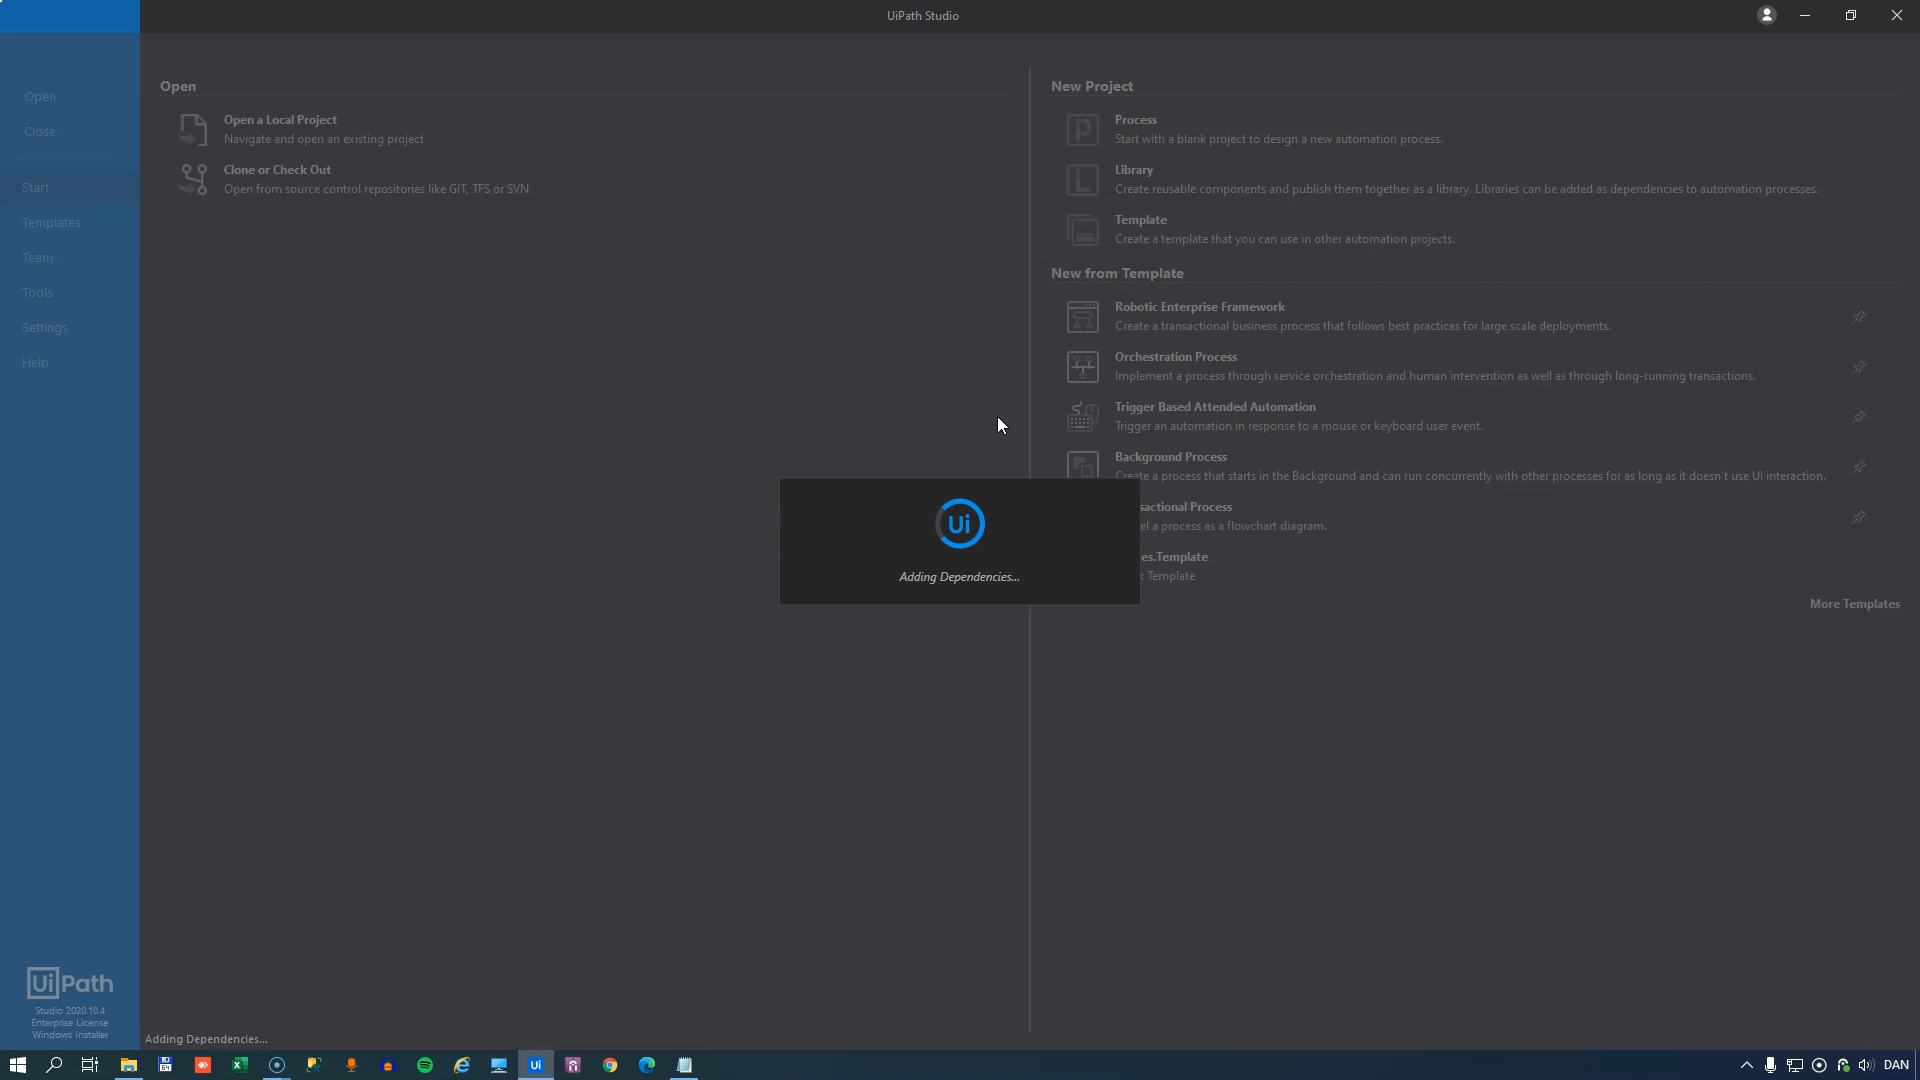 UiPath Studio
Open
Close
Start
Templates
Team
Tools
Settings
Help
Open
Open a Local Project
Navigate and open an existing project
Clone or Check Out
Open from source control repositories like GIT, TFS or SVN
New Project
Process
Start with a blank project to design a new automation process.
Library
Create reusable components and publish them together as a library. Libraries can be added as dependencies to automation processes.
Template
Create a template that you can use in other automation projects.
New from Template
Robotic Enterprise Framework
Create a transactional business process that follows best practices for large scale deployments.
Orchestration Process
Implement a process through service orchestration and human intervention as well as through long-running transactions.
Trigger Based Attended Automation
Trigger an automation in response to a mouse or keyboard user event.
Background Process
Create a process that starts in the Background and can run concurrently with other processes for as long as it doesn't use UI interaction.
sactional Process
el a process as a flowchart diagram.
es.Template
Template
More Templates
Ui
Adding Dependencies...
UiPath
Studio 2020.10.4
Enterprise License
Windows Installer
Adding Dependencies...
Ui
DAN